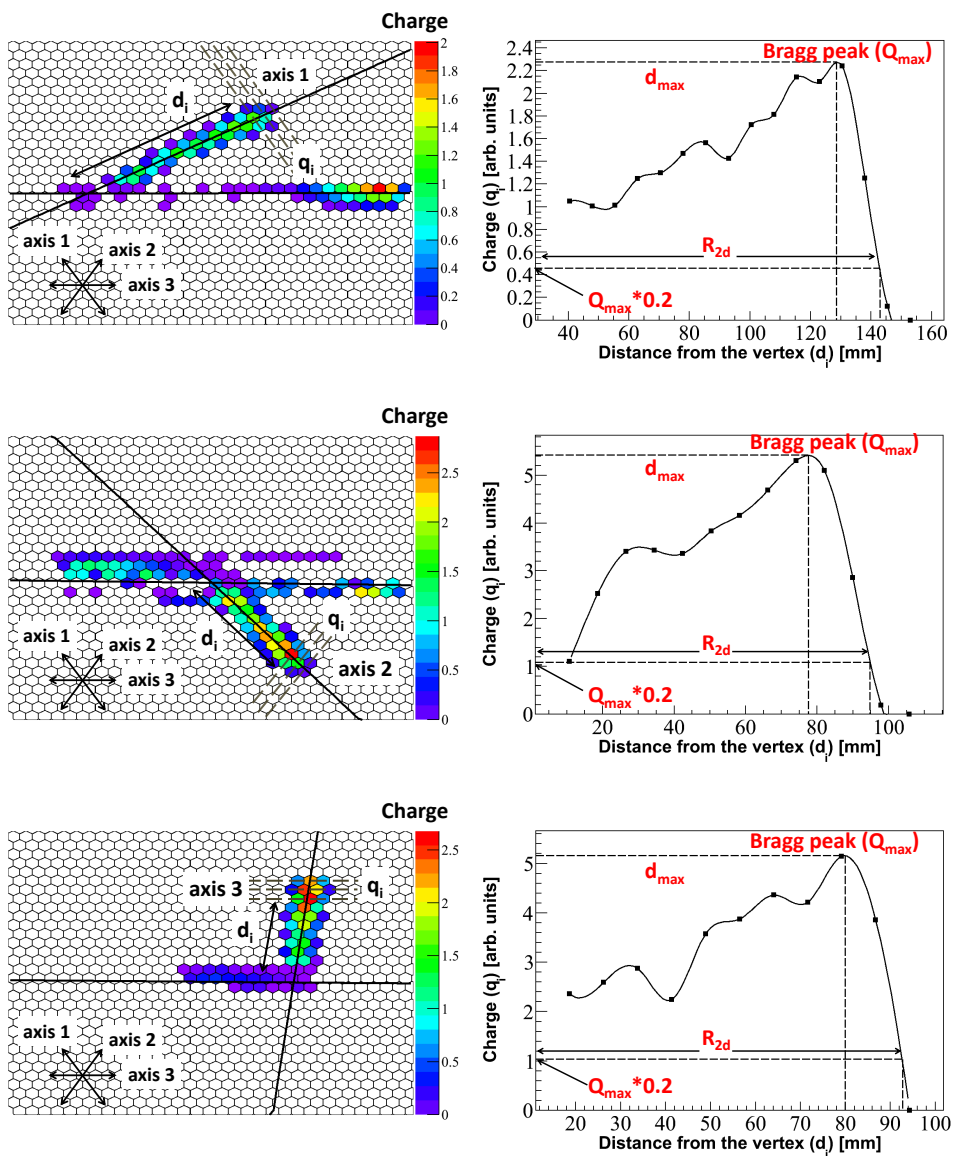 Charge
axis 1
d_i
q_i
axis 1
axis 2
axis 3
2
1.8
1.6
1.4
1.2
1
0.8
0.6
0.4
0.2
0
Bragg peak (Q_max)
d_max
R_2d
Q_max*0.2
Charge (q_i) [arb. units]
2.4
2.2
2
1.8
1.6
1.4
1.2
1
0.8
0.6
0.4
0.2
0
40 60 80 100 120 140 160
Distance from the vertex (d_i) [mm]
Charge
q_i
d_i
axis 2
axis 1
axis 2
axis 3
2.5
2
1.5
1
0.5
0
Bragg peak (Q_max)
d_max
R_2d
Q_max*0.2
Charge (q_i) [arb. units]
5
4
3
2
1
0
20 40 60 80 100
Distance from the vertex (d_i) [mm]
Charge
axis 3
q_i
d_i
axis 1
axis 2
axis 3
2.5
2
1.5
1
0.5
0
Bragg peak (Q_max)
d_max
R_2d
Q_max*0.2
Charge (q_i) [arb. units]
5
4
3
2
1
0
20 30 40 50 60 70 80 90 100
Distance from the vertex (d_i) [mm]